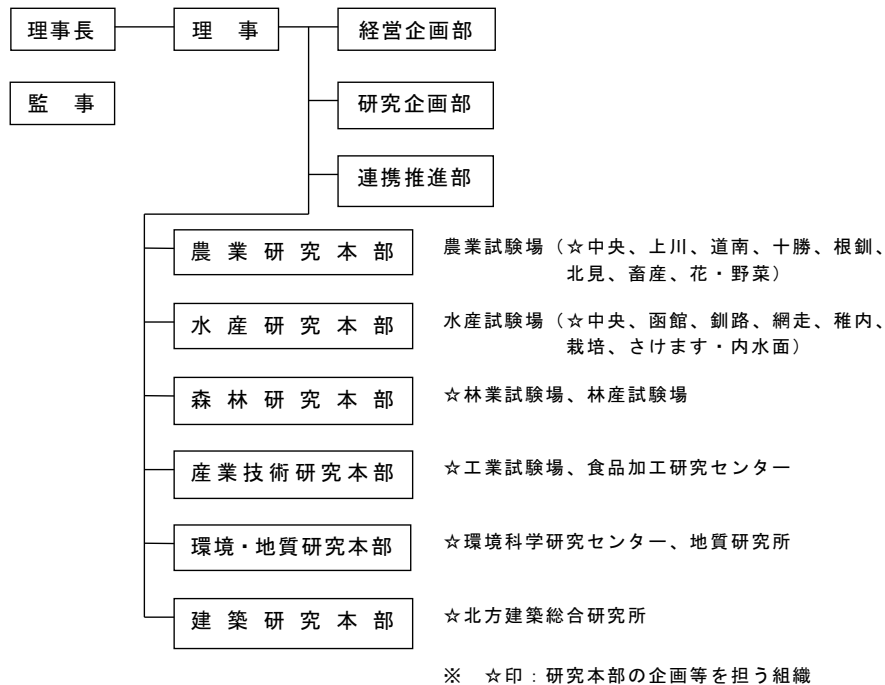 理事長
理　事
経営企画部
監　事
研究企画部
連携推進部
農業研究本部
農業試験場（☆中央、上川、道南、十勝、根釧、
北見、畜産、花・野菜）
水産研究本部
水産試験場（☆中央、函館、釧路、網走、稚内、
栽培、さけます・内水面）
森林研究本部
☆林業試験場、林産試験場
産業技術研究本部
☆工業試験場、食品加工研究センター
環境・地質研究本部
☆環境科学研究センター、地質研究所
建築研究本部
☆北方建築総合研究所
※　☆印：研究本部の企画等を担う組織